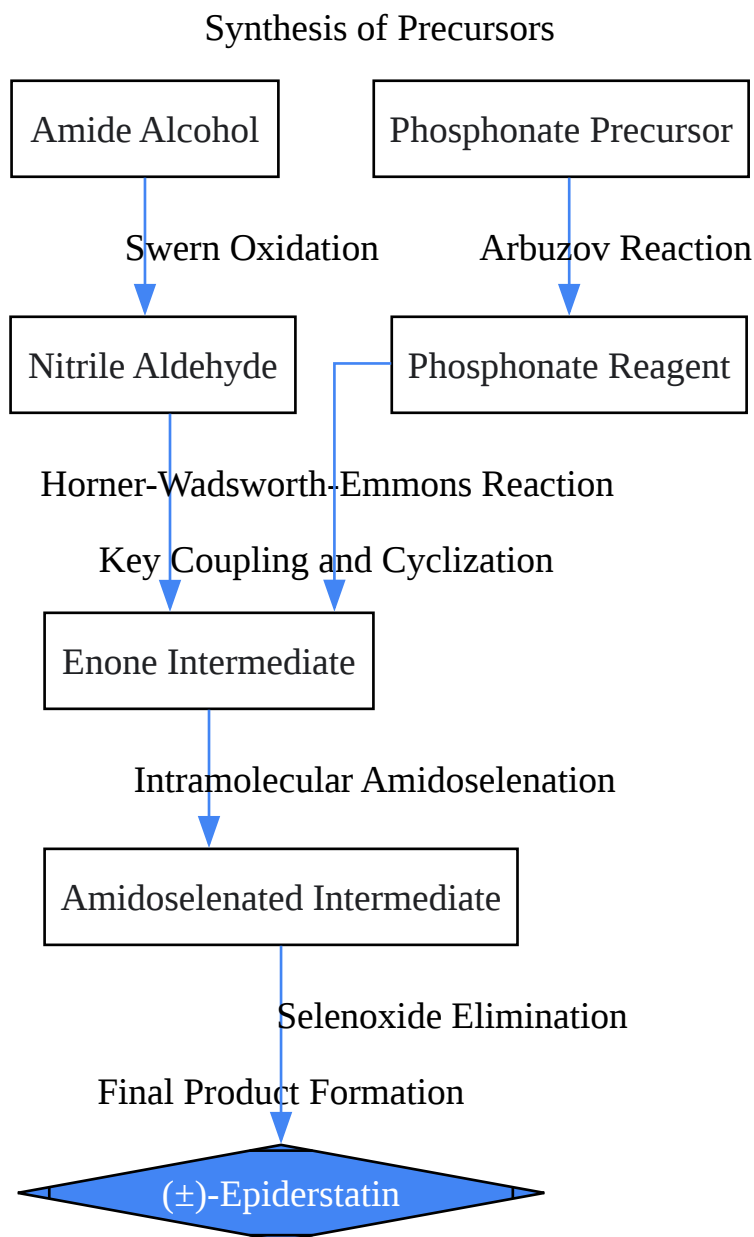 Synthesis of Precursors
Amide Alcohol
Phosphonate Precursor
Swern Oxidation
Arbuzov Reaction
Nitrile Aldehyde
Phosphonate Reagent
Horner-Wadsworth-Emmons Reaction
Key Coupling and Cyclization
Enone Intermediate
Intramolecular Amidoselenation
Amidoselenated Intermediate
Selenoxide Elimination
Final Product Formation
(±)-Epiderstatin